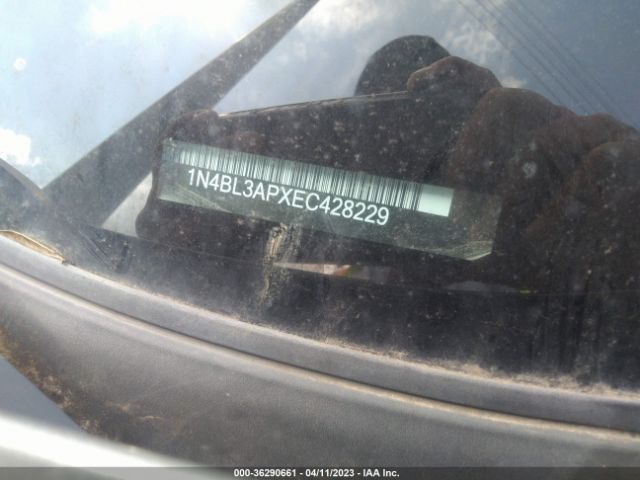 1N4BL3APXEC428229
000-36290661 - 04/11/2023 - IAA Inc.